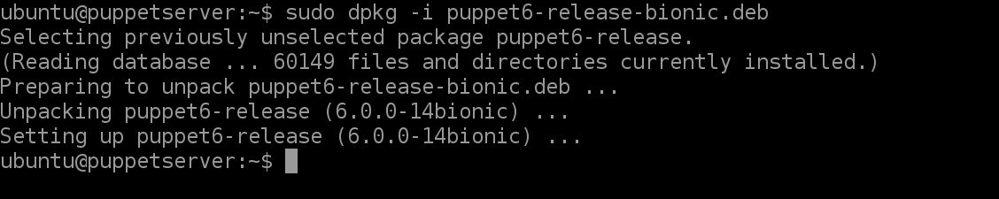 ubuntu@puppetserver:~$ sudo dpkg -i puppet6-release-bionic.deb
Selecting previously unselected package puppet6-release.
(Reading database ... 60149 files and directories currently installed.)
Preparing to unpack puppet6-release-bionic.deb ...
Unpacking puppet6-release (6.0.0-14bionic) ...
Setting up puppet6-release (6.0.0-14bionic) ...
ubuntu@puppetserver:~$